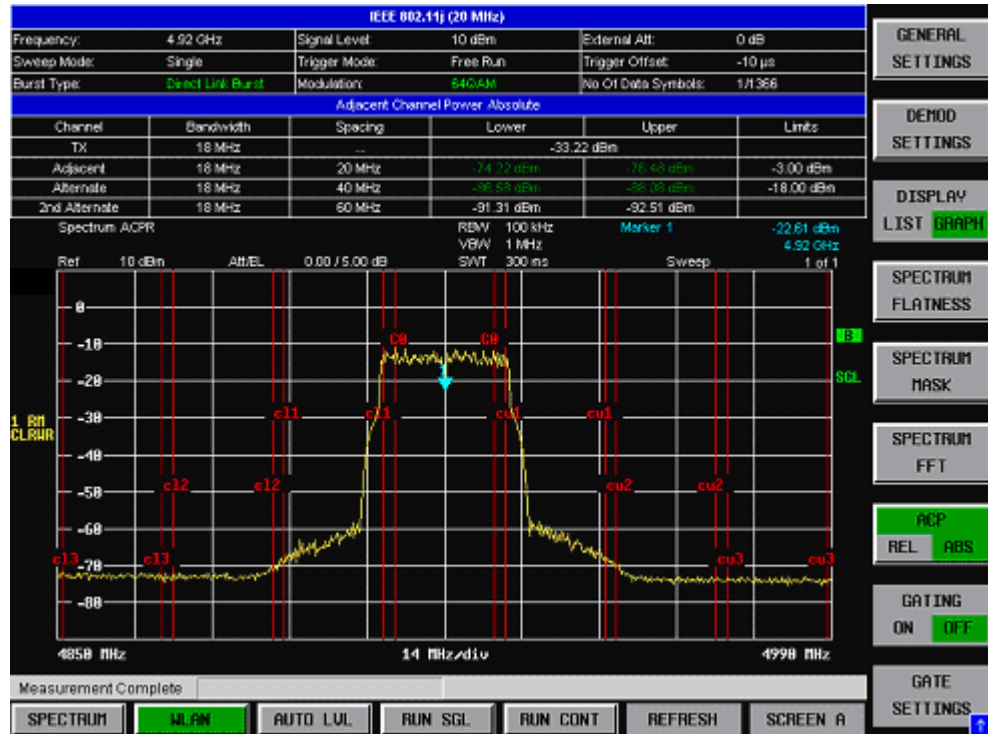 IEEE 802.11j (20 MHz)
Frequency: 4.92 GHz Signal Level: 10 dBm External Att: 0 dB
Sweep Mode: Single Trigger Mode: Free Run Trigger Offset: -10 µs
Burst Type: Direct Link Burst Modulation: 64QAM No Of Data Symbols: 1/1366
Adjacent Channel Power Absolute
Channel Bandwidth Spacing Lower Upper Limits
TX 18 MHz -- -33.22 dBm
Adjacent 18 MHz 20 MHz -74.22 dBm -76.48 dBm -3.00 dBm
Alternate 18 MHz 40 MHz -86.58 dBm -88.08 dBm -18.00 dBm
2nd Alternate 18 MHz 60 MHz -91.31 dBm -92.51 dBm
Spectrum ACPR RBW 100 kHz Marker 1 -22.61 dBm
VBW 1 MHz 4.92 GHz
Ref 10 dBm Att/EL 0.00 / 5.00 dB SWT 300 ms Sweep 1 of 1
0
C0 C0 B
-10
1
-20 SGL
cl1 cl1 cu1 cu1
-30
1 RM
CLRWR
-40
cl2 cl2 cu2 cu2
-50
-60
cl3 cl3 cu3 cu3
-70
-80
4850 MHz 14 MHz/div 4990 MHz
Measurement Complete
SPECTRUM WLAN AUTO LVL RUN SGL RUN CONT REFRESH SCREEN A
GENERAL
SETTINGS
DEMOD
SETTINGS
DISPLAY
LIST GRAPH
SPECTRUM
FLATNESS
SPECTRUM
MASK
SPECTRUM
FFT
ACP
REL ABS
GATING
ON OFF
GATE
SETTINGS